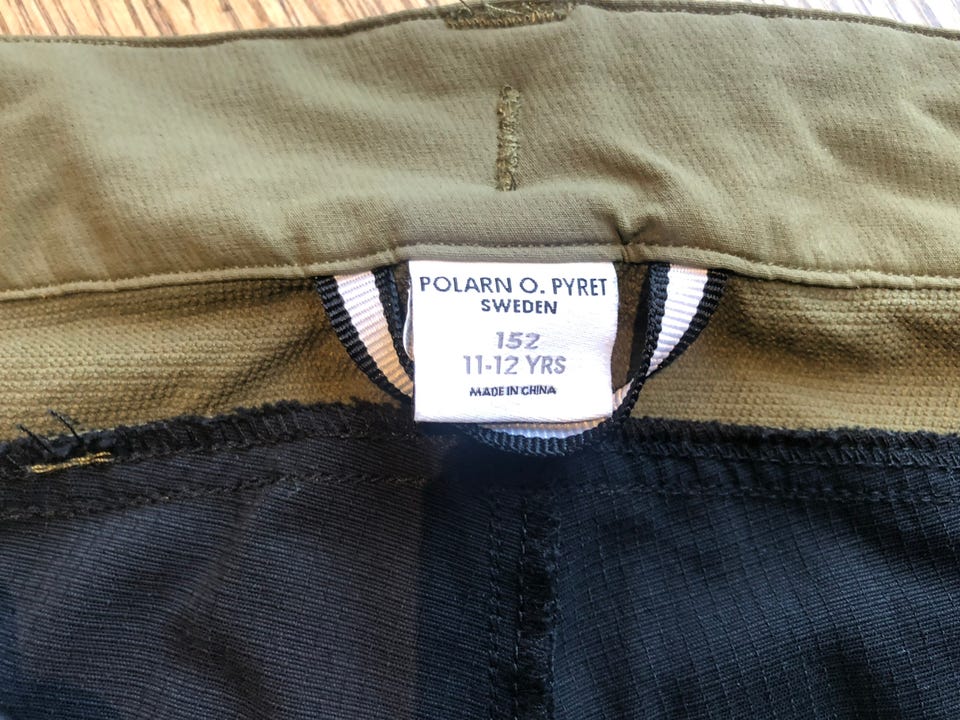 POLARN O. PYRET
SWEDEN
152
11-12 YRS
MADE IN CHINA